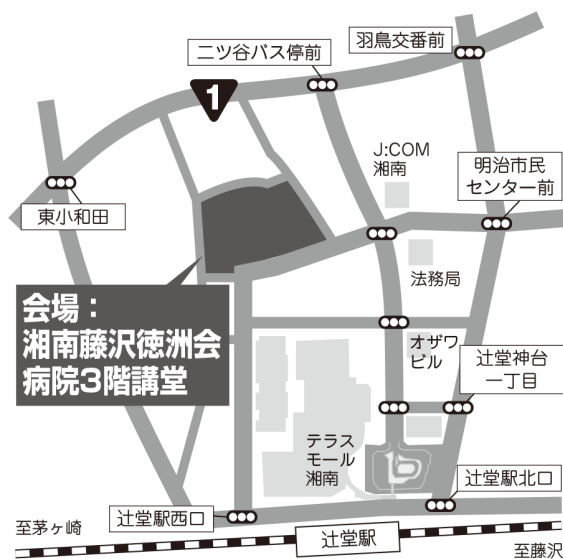 羽鳥交番前
二ツ谷バス停前
1
J:COM
湘南
明治市民
センター前
東小和田
法務局
会場：
湘南藤沢徳洲会
病院3階講堂
オザワ
ビル
辻堂神台
一丁目
テラス
モール
湘南
辻堂駅北口
辻堂駅西口
至茅ヶ崎
辻堂駅
至藤沢